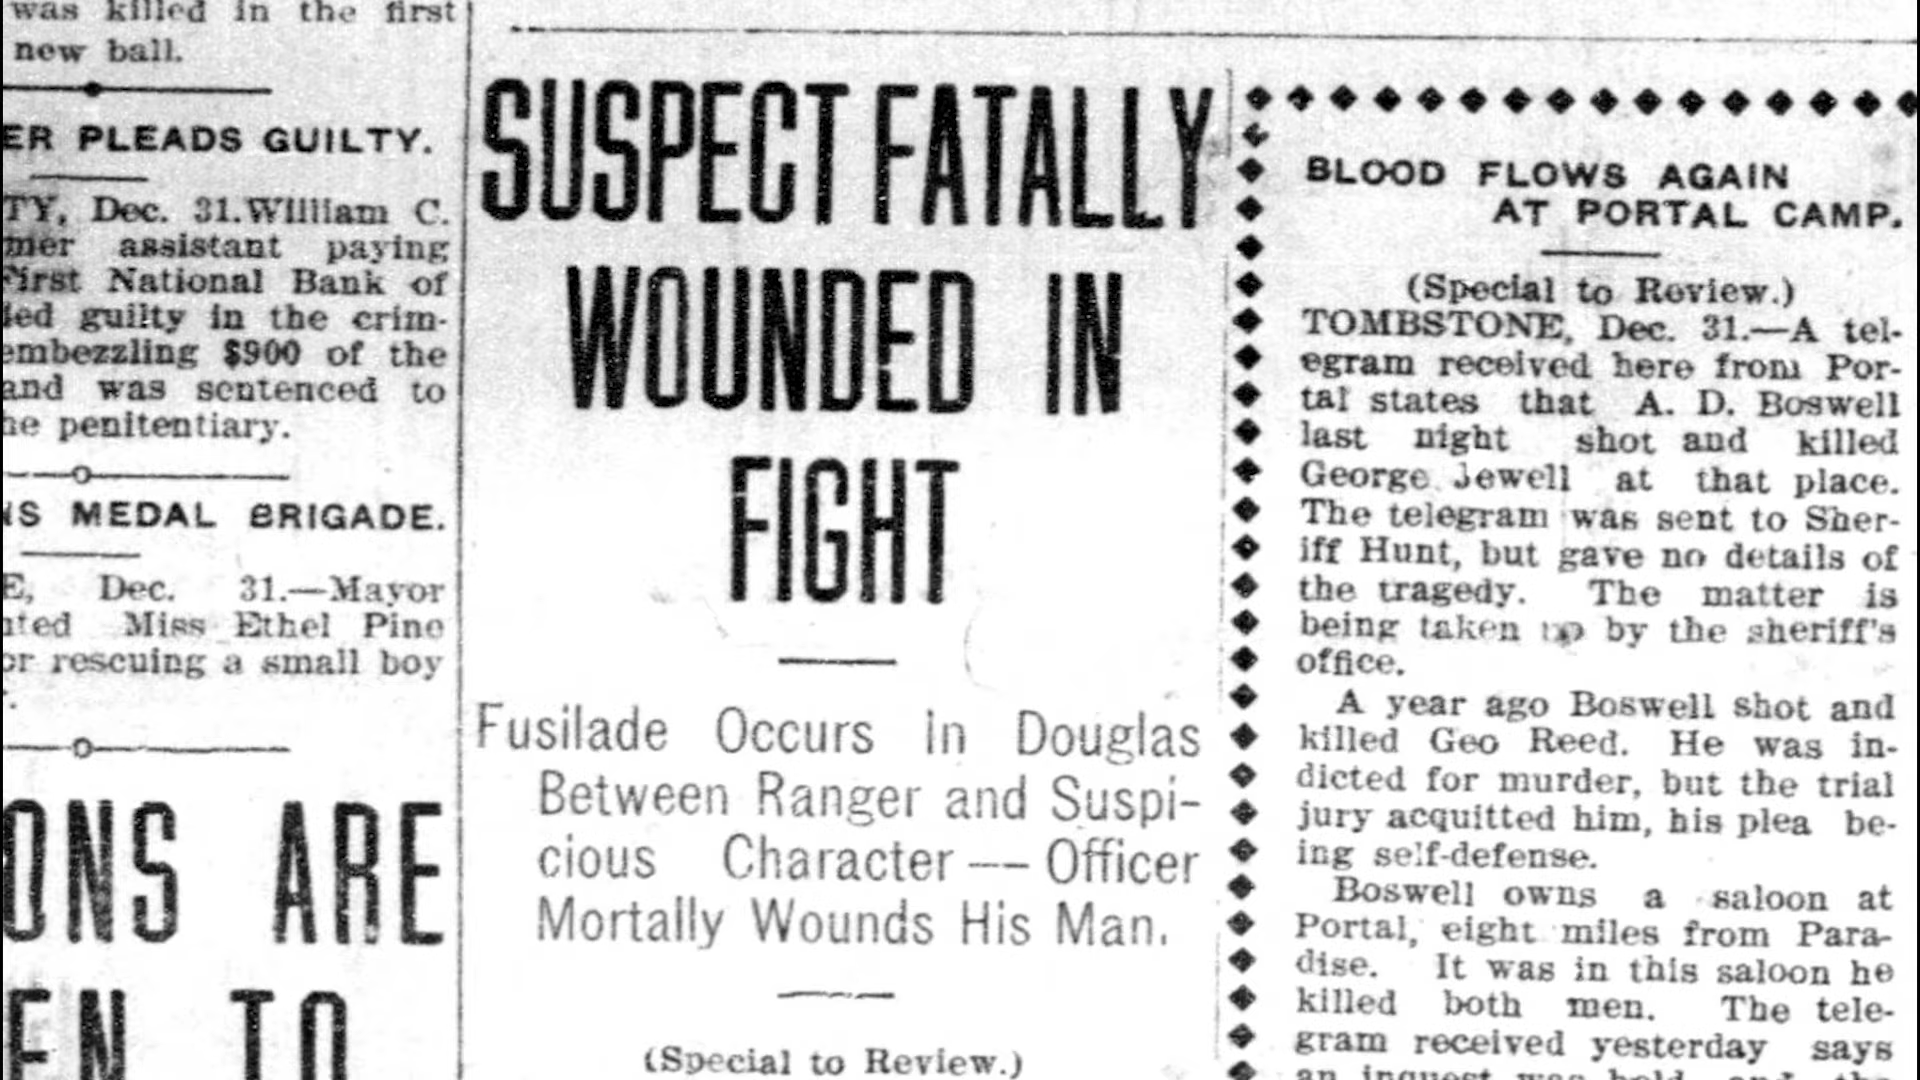 was killed in the first
new ball.
ER PLEADS GUILTY.
TY, Dec. 31.William C.
mer assistant paying
First National Bank of
ded guilty in the crim-
embezzling $900 of the
and was sentenced to
he penitentiary.
NS MEDAL BRIGADE.
E, Dec. 31.—Mayor
nted Miss Ethel Pine
or rescuing a small boy
ONS ARE
EN TO
SUSPECT FATALLY
WOUNDED IN
FIGHT
Fusilade Occurs in Douglas
Between Ranger and Suspi-
cious Character — Officer
Mortally Wounds His Man.
(Special to Review.)
BLOOD FLOWS AGAIN
AT PORTAL CAMP.
(Special to Review.)
TOMBSTONE, Dec. 31.—A tel-
egram received here from Por-
tal states that A. D. Boswell
last night shot and killed
George Jewell at that place.
The telegram was sent to Sher-
iff Hunt, but gave no details of
the tragedy. The matter is
being taken up by the sheriff's
office.
A year ago Boswell shot and
killed Geo Reed. He was in-
dicted for murder, but the trial
jury acquitted him, his plea be-
ing self-defense.
Boswell owns a saloon at
Portal, eight miles from Para-
dise. It was in this saloon he
killed both men. The tele-
gram received yesterday says
an inquest was held and the